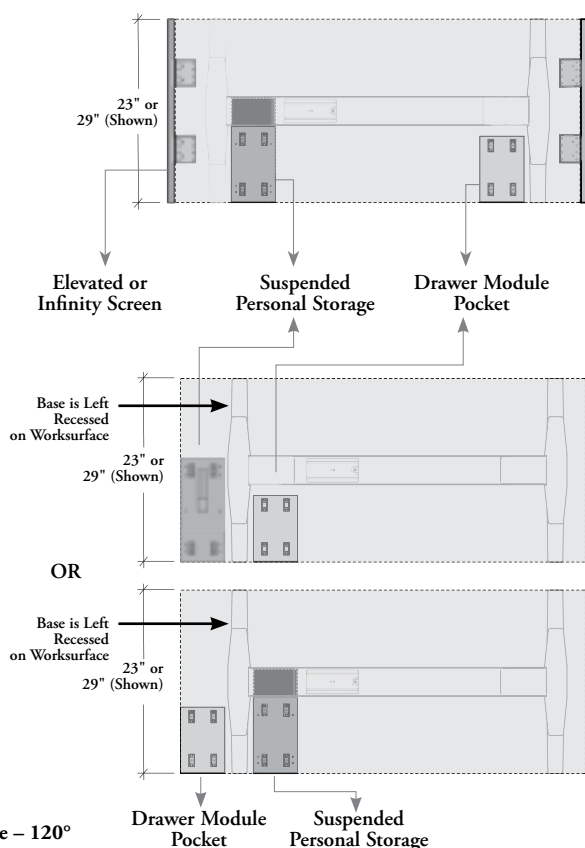 23" or
29" (Shown)
Elevated or
Infinity Screen
Suspended
Personal Storage
Drawer Module
Pocket
Base is Left
Recessed
on Worksurface
23" or
29" (Shown)
OR
Base is Left
Recessed
on Worksurface
23" or
29" (Shown)
Drawer Module
Pocket
Suspended
Personal Storage
e – 120°